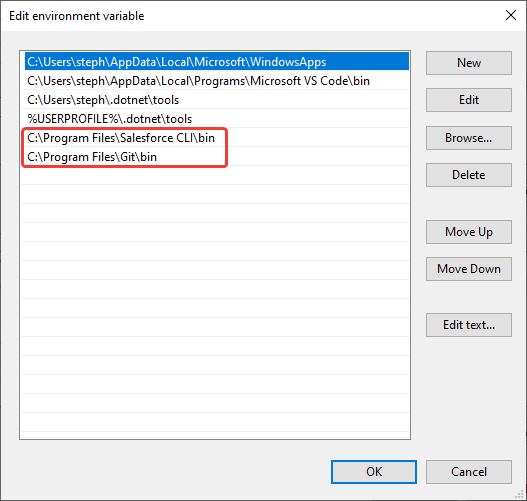 Edit environment variable
C:\Users\steph\AppData\Local\Microsoft\WindowsApps
C:\Users\steph\AppData\Local\Programs\Microsoft VS Code\bin
C:\Users\steph\.dotnet\tools
%USERPROFILE%\.dotnet\tools
C:\Program Files\Salesforce CLI\bin
C:\Program Files\Git\bin
New
Edit
Browse...
Delete
Move Up
Move Down
Edit text...
OK
Cancel